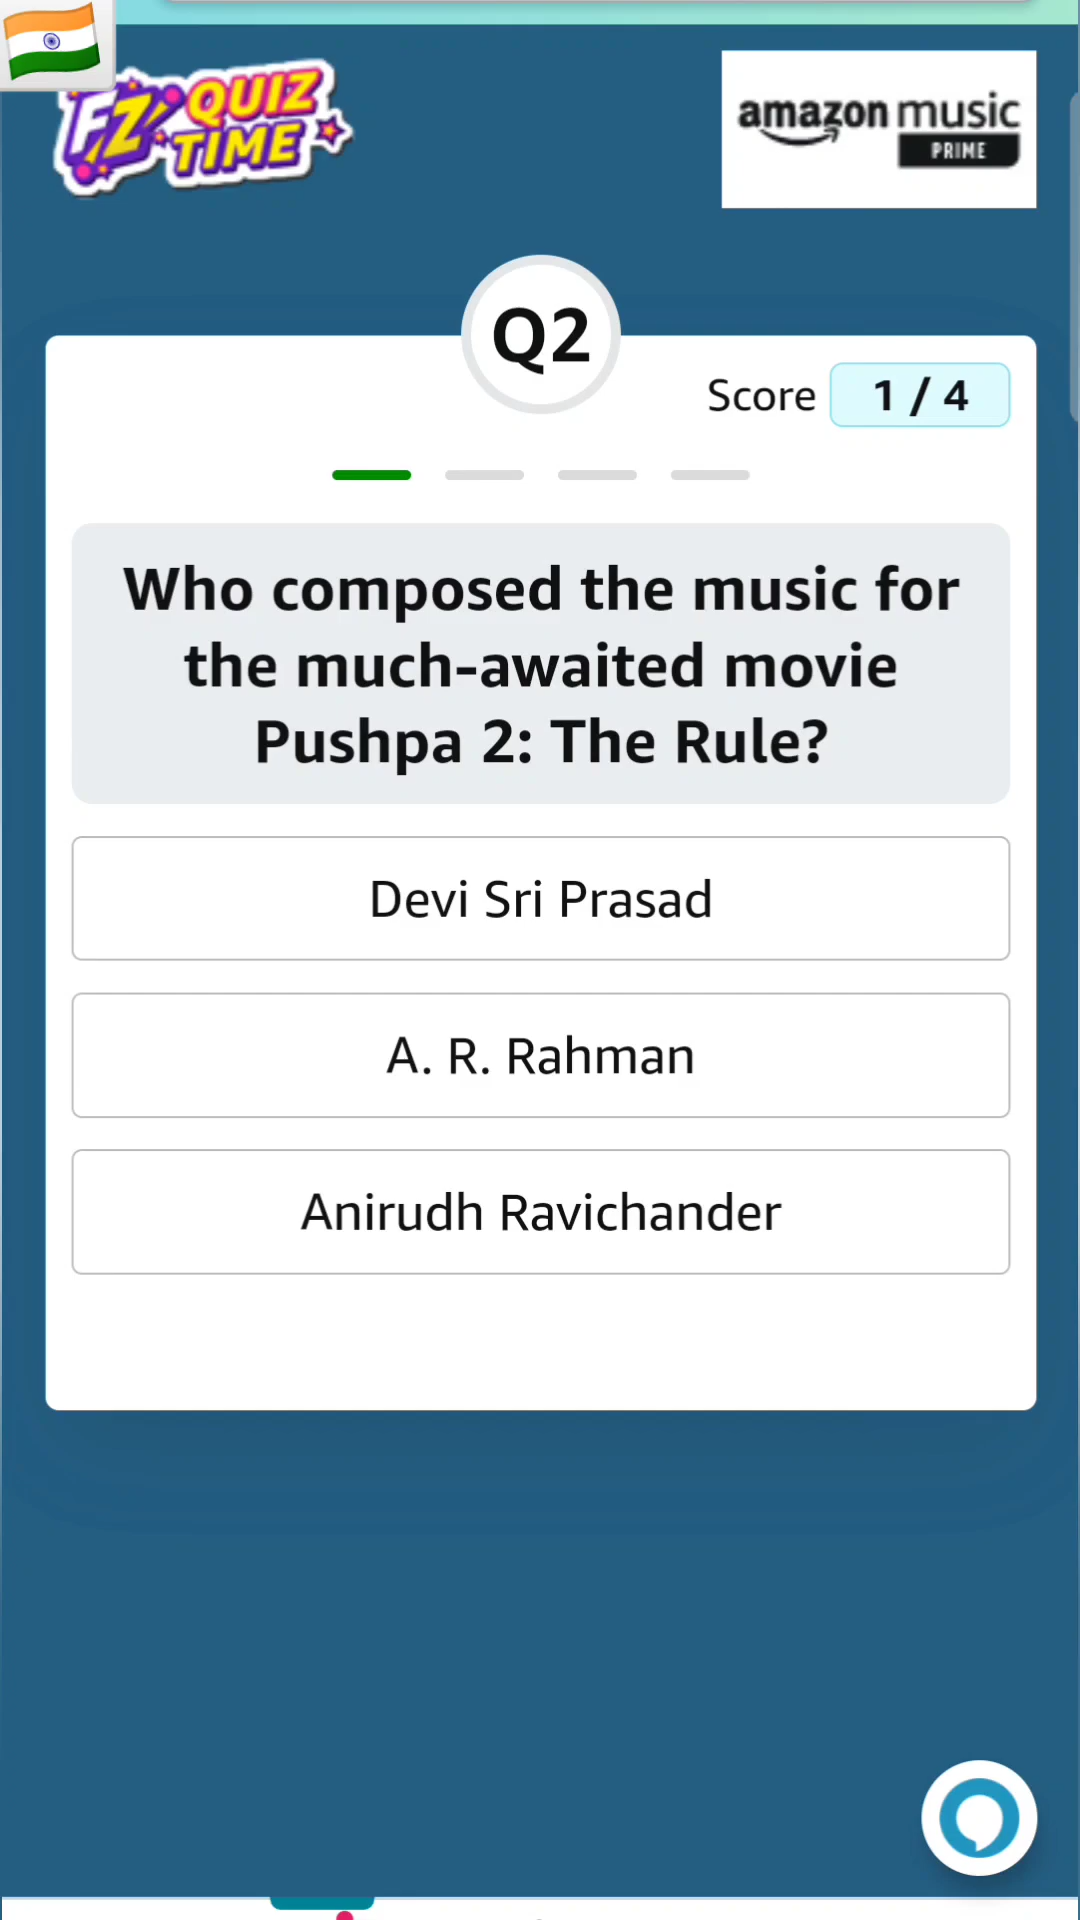 FZ QUIZ
TIME
amazon music
PRIME
Q2
Score 1 / 4
Who composed the music for
the much-awaited movie
Pushpa 2: The Rule?
Devi Sri Prasad
A. R. Rahman
Anirudh Ravichander